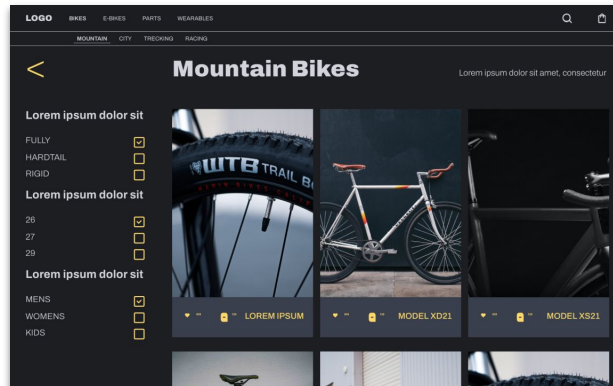 LOGO BIKES E-BIKES PARTS WEARABLES
MOUNTAIN CITY TRECKING RACING
Mountain Bikes
Lorem ipsum dolor sit amet, consectetur
Lorem ipsum dolor sit
FULLY
HARDTAIL
RIGID
Lorem ipsum dolor sit
26
27
29
Lorem ipsum dolor sit
MENS
WOMENS
KIDS
WTB TRAIL
LOREM IPSUM
MODEL XD21
MODEL XS21